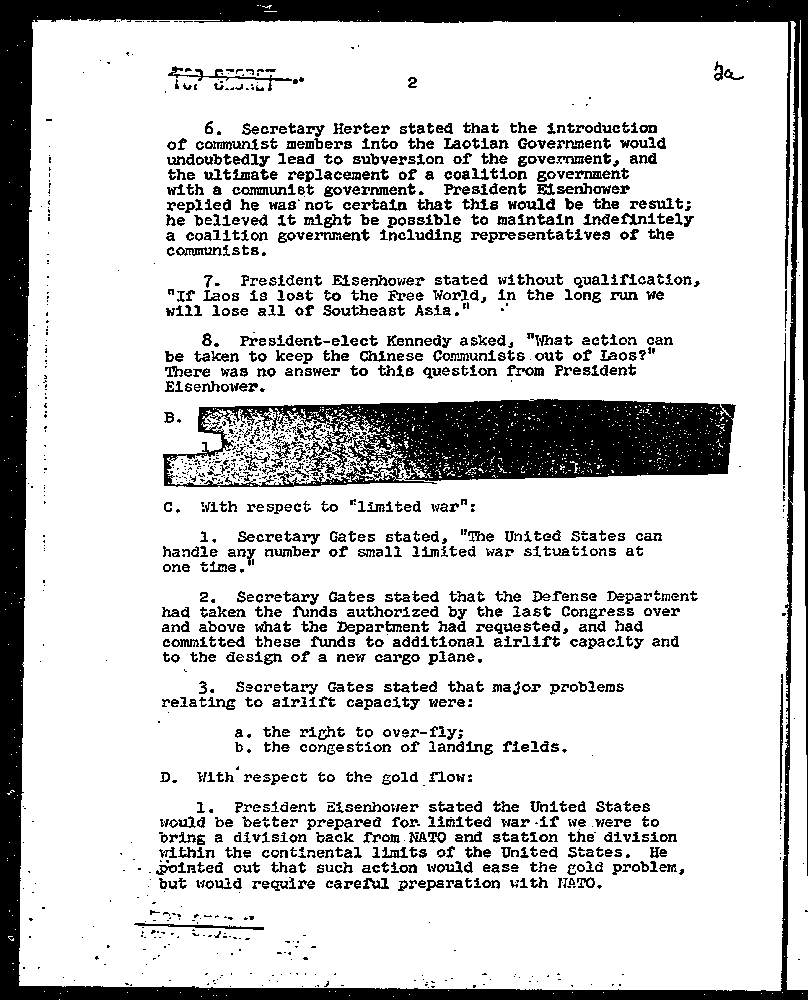 TOP SECRET
2
2a
6. Secretary Herter stated that the introduction
of communist members into the Laotian Government would
undoubtedly lead to subversion of the government, and
the ultimate replacement of a coalition government
with a communist government. President Eisenhower
replied he was not certain that this would be the result;
he believed it might be possible to maintain indefinitely
a coalition government including representatives of the
communists.
7. President Eisenhower stated without qualification,
"If Laos is lost to the Free World, in the long run we
will lose all of Southeast Asia."
8. President-elect Kennedy asked, "What action can
be taken to keep the Chinese Communists out of Laos?"
There was no answer to this question from President
Eisenhower.
B.
1
C. With respect to "limited war":
1. Secretary Gates stated, "The United States can
handle any number of small limited war situations at
one time."
2. Secretary Gates stated that the Defense Department
had taken the funds authorized by the last Congress over
and above what the Department had requested, and had
committed these funds to additional airlift capacity and
to the design of a new cargo plane.
3. Secretary Gates stated that major problems
relating to airlift capacity were:
a. the right to over-fly;
b. the congestion of landing fields.
D. With respect to the gold flow:
1. President Eisenhower stated the United States
would be better prepared for limited war if we were to
bring a division back from NATO and station the division
within the continental limits of the United States. He
pointed out that such action would ease the gold problem,
but would require careful preparation with NATO.